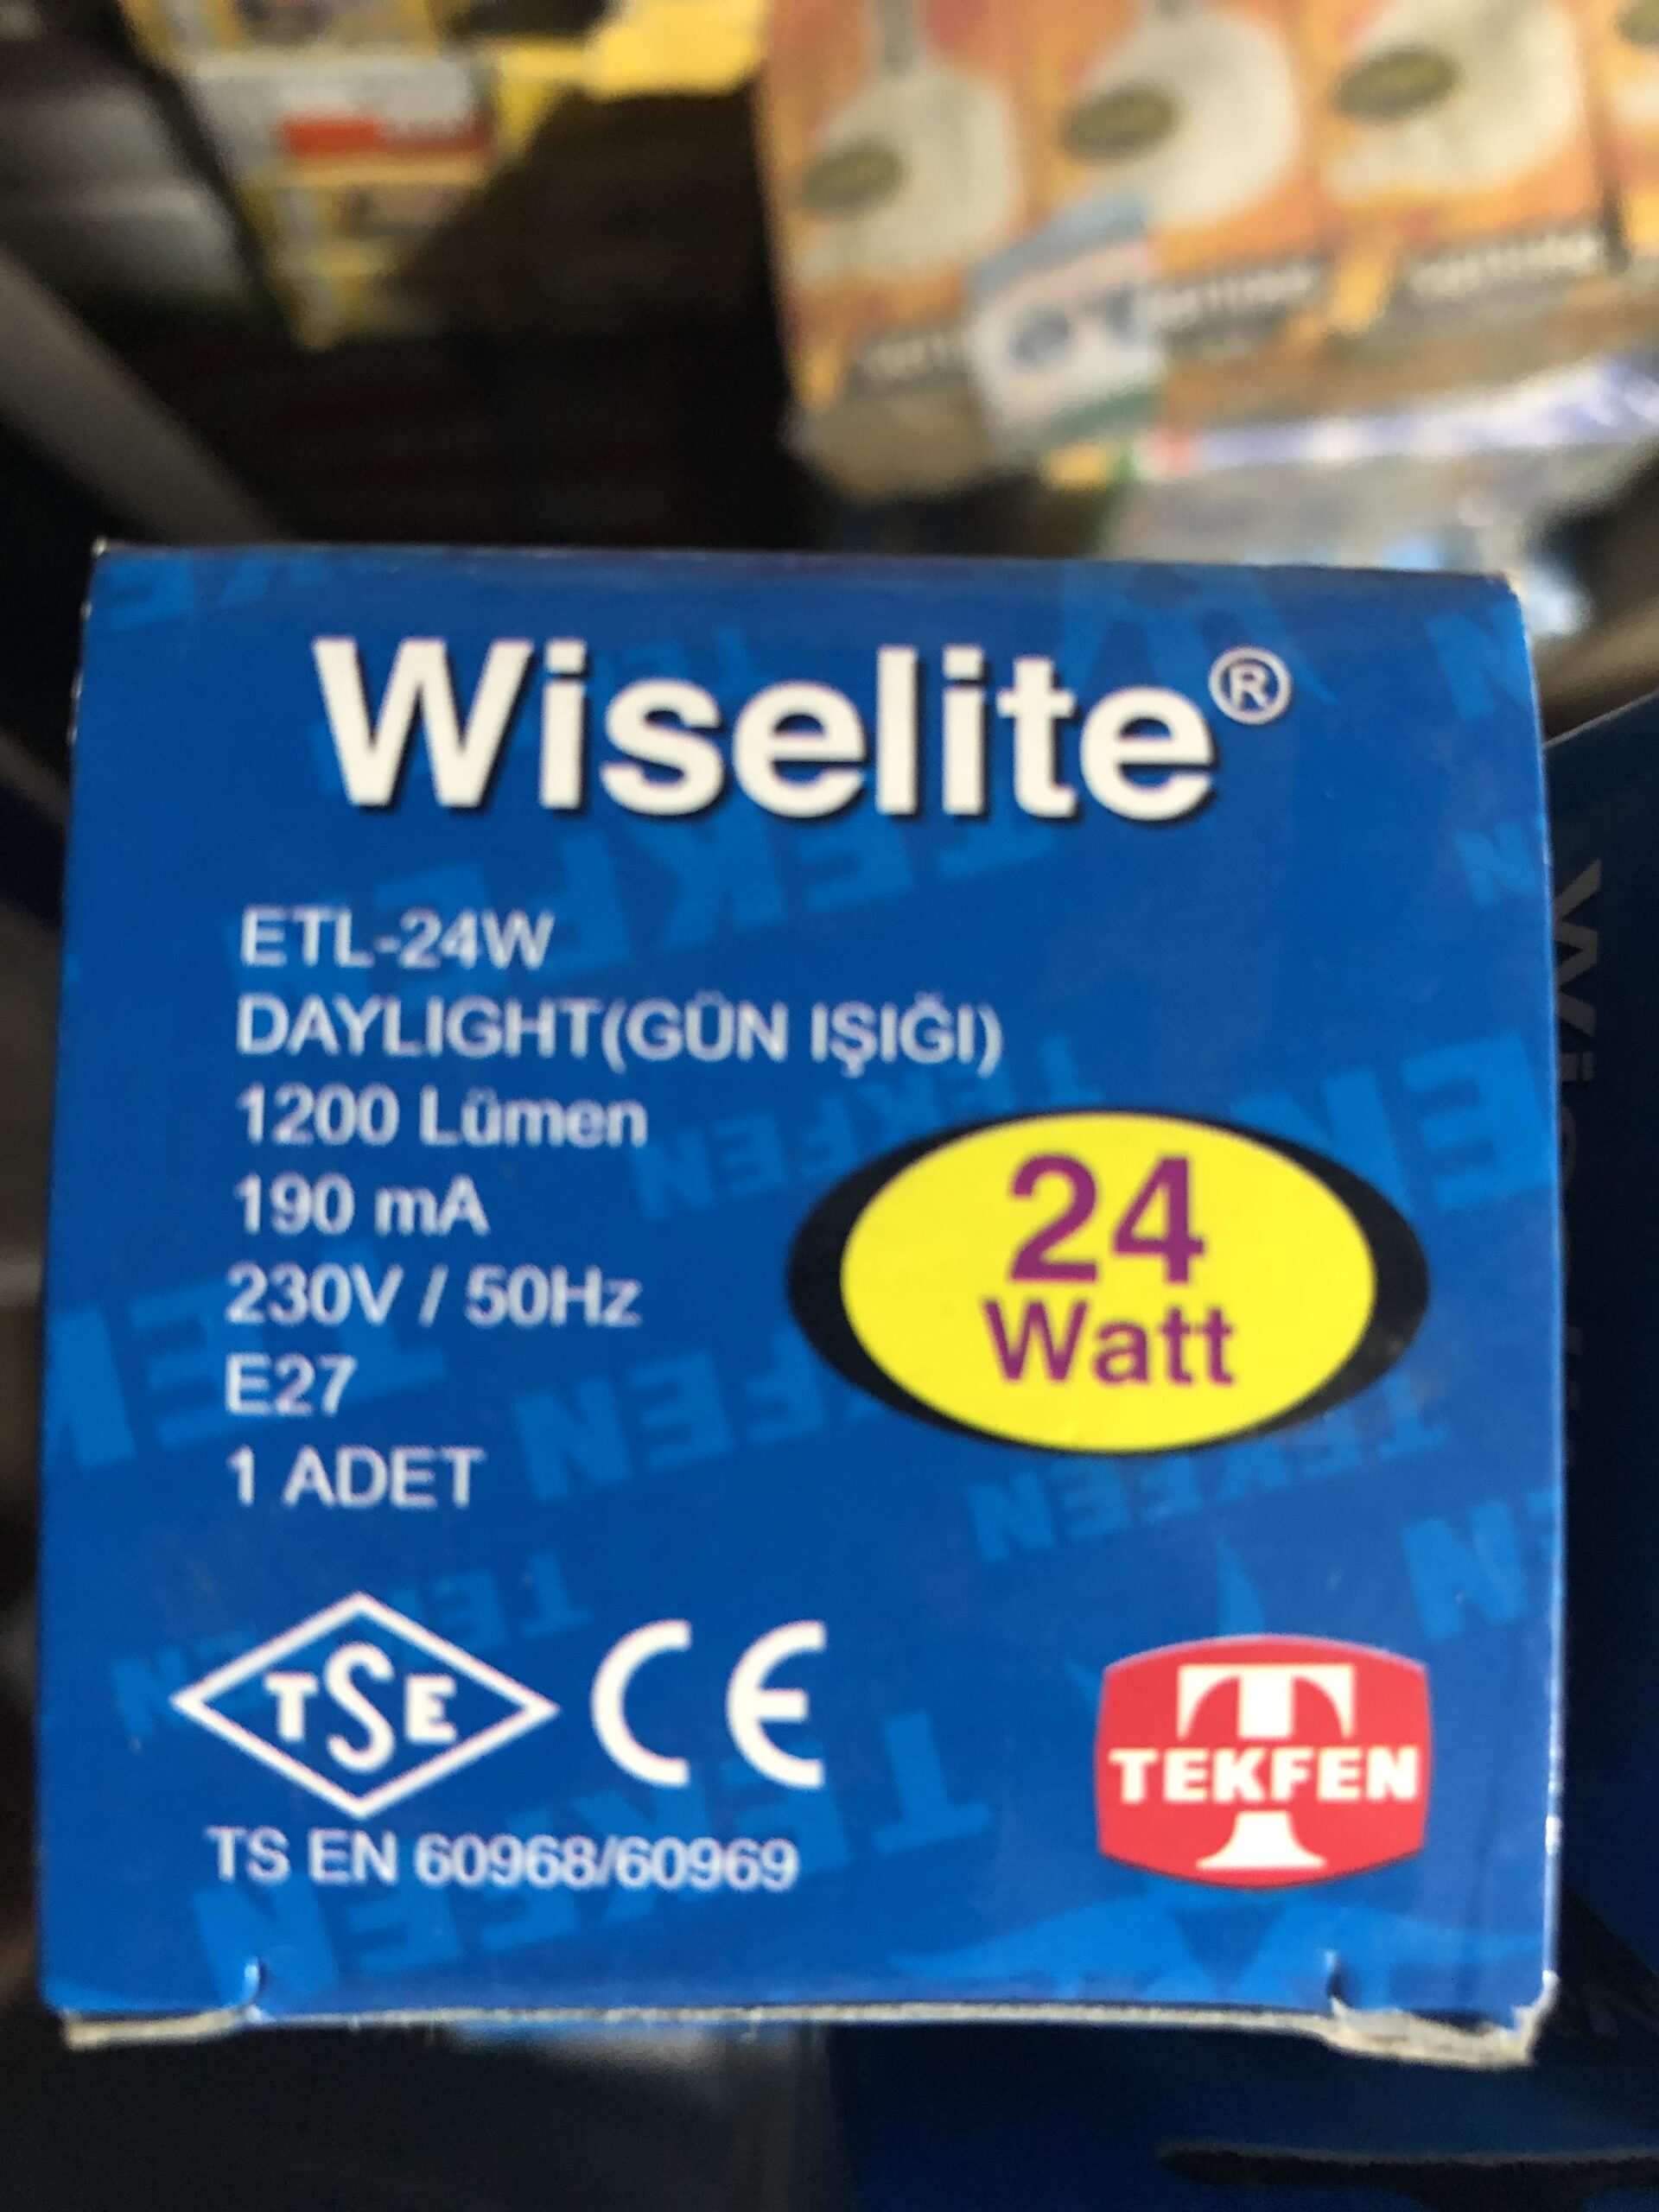 Wiselite®
ETL-24W
DAYLIGHT(GÜN IŞIĞI)
1200 Lümen
190 mA
230V / 50Hz
E27
1 ADET
24
Watt
TSE CE
TS EN 60968/60969
T
TEKFEN